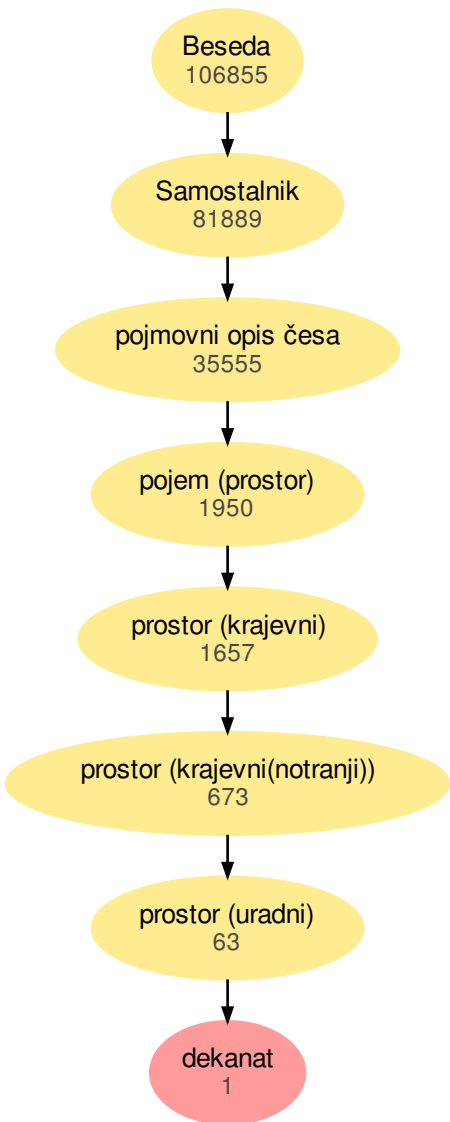 Beseda
106855
Samostalnik
81889
pojmovni opis česa
35555
pojem (prostor)
1950
prostor (krajevni)
1657
prostor (krajevni(notranji))
673
prostor (uradni)
63
dekanat
1